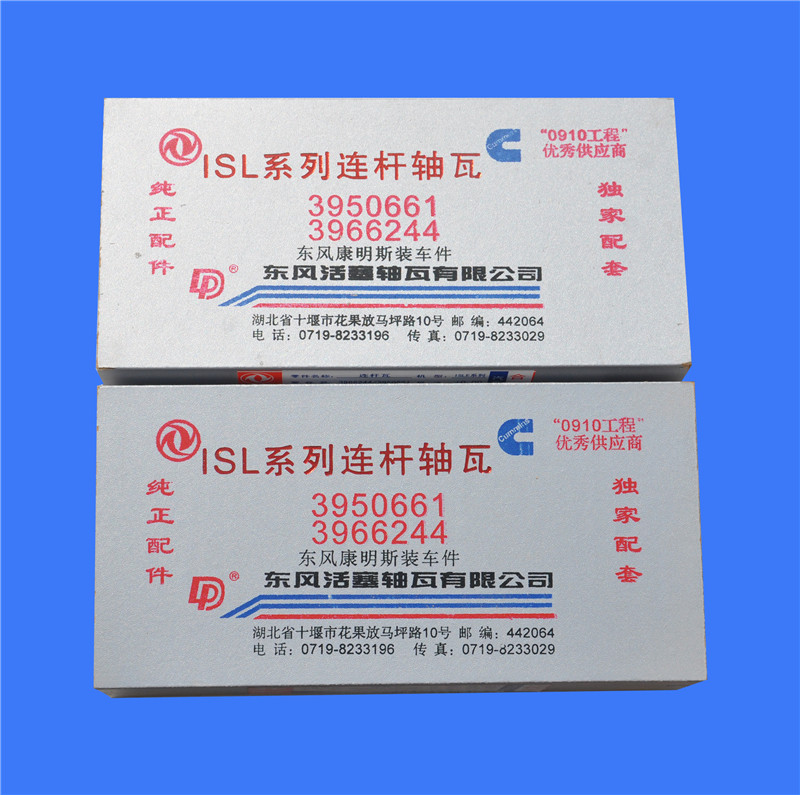 Cummins
"0910工程"
优秀供应商
ISL系列连杆轴瓦
纯正配件
独家配套
3950661
3966244
东风康明斯装车件
DP®
东风活塞轴瓦有限公司
湖北省十堰市花果放马坪路10号 邮 编：442064
电 话：0719-8233196 传 真：0719-8233029
连杆瓦
Cummins
"0910工程"
优秀供应商
ISL系列连杆轴瓦
纯正配件
独家配套
3950661
3966244
东风康明斯装车件
DP®
东风活塞轴瓦有限公司
湖北省十堰市花果放马坪路10号 邮 编：442064
电 话：0719-8233196 传 真：0719-8233029